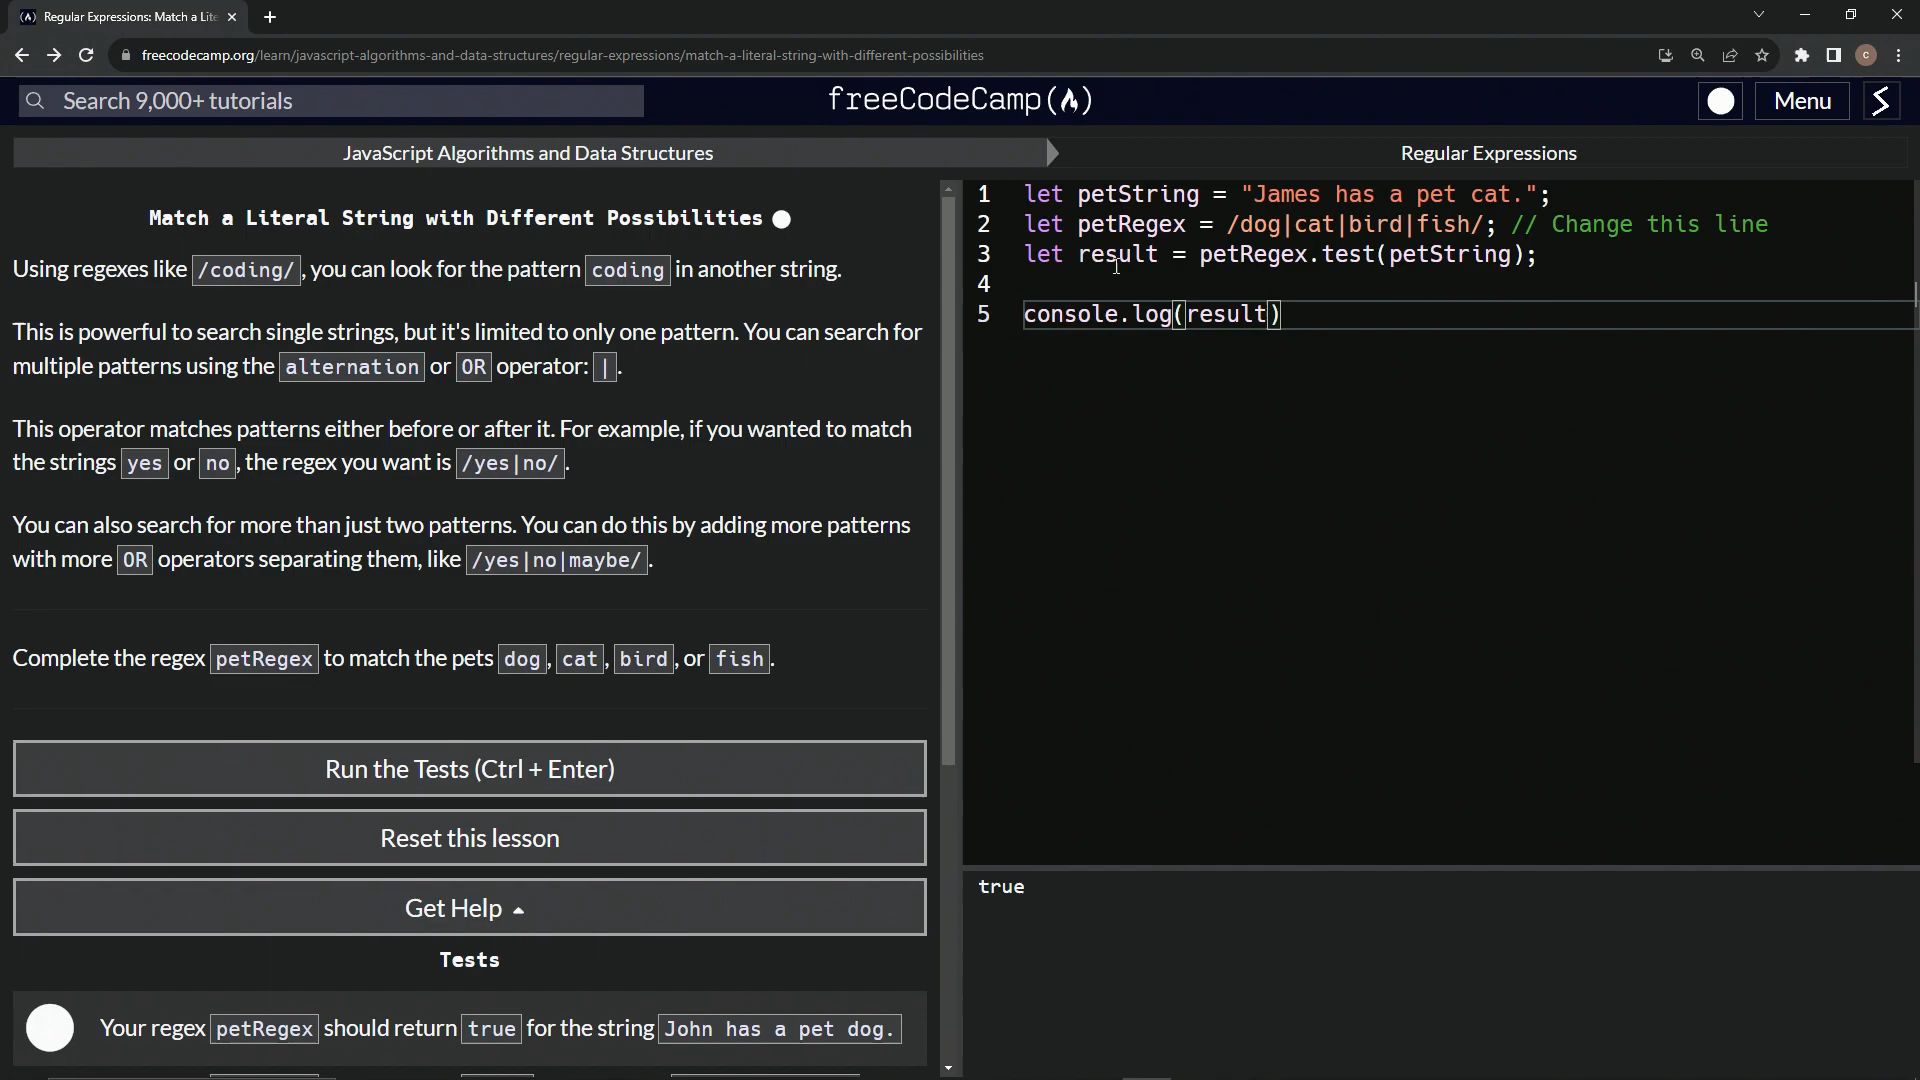 Regular Expressions: Match a Lite
freecodecamp.org/learn/javascript-algorithms-and-data-structures/regular-expressions/match-a-literal-string-with-different-possibilities
c
Search 9,000+ tutorials
freeCodeCamp
Menu
JavaScript Algorithms and Data Structures
Regular Expressions
Match a Literal String with Different Possibilities
Using regexes like /coding/, you can look for the pattern coding in another string.
This is powerful to search single strings, but it's limited to only one pattern. You can search for
multiple patterns using the alternation or OR operator: |.
This operator matches patterns either before or after it. For example, if you wanted to match
the strings yes or no, the regex you want is /yes|no/.
You can also search for more than just two patterns. You can do this by adding more patterns
with more OR operators separating them, like /yes|no|maybe/.
Complete the regex petRegex to match the pets dog, cat, bird, or fish.
Run the Tests (Ctrl + Enter)
Reset this lesson
Get Help
Tests
Your regex petRegex should return true for the string John has a pet dog.
1 let petString = "James has a pet cat.";
2 let petRegex = /dog|cat|bird|fish/; // Change this line
3 let result = petRegex.test(petString);
4
5 console.log(result)
true